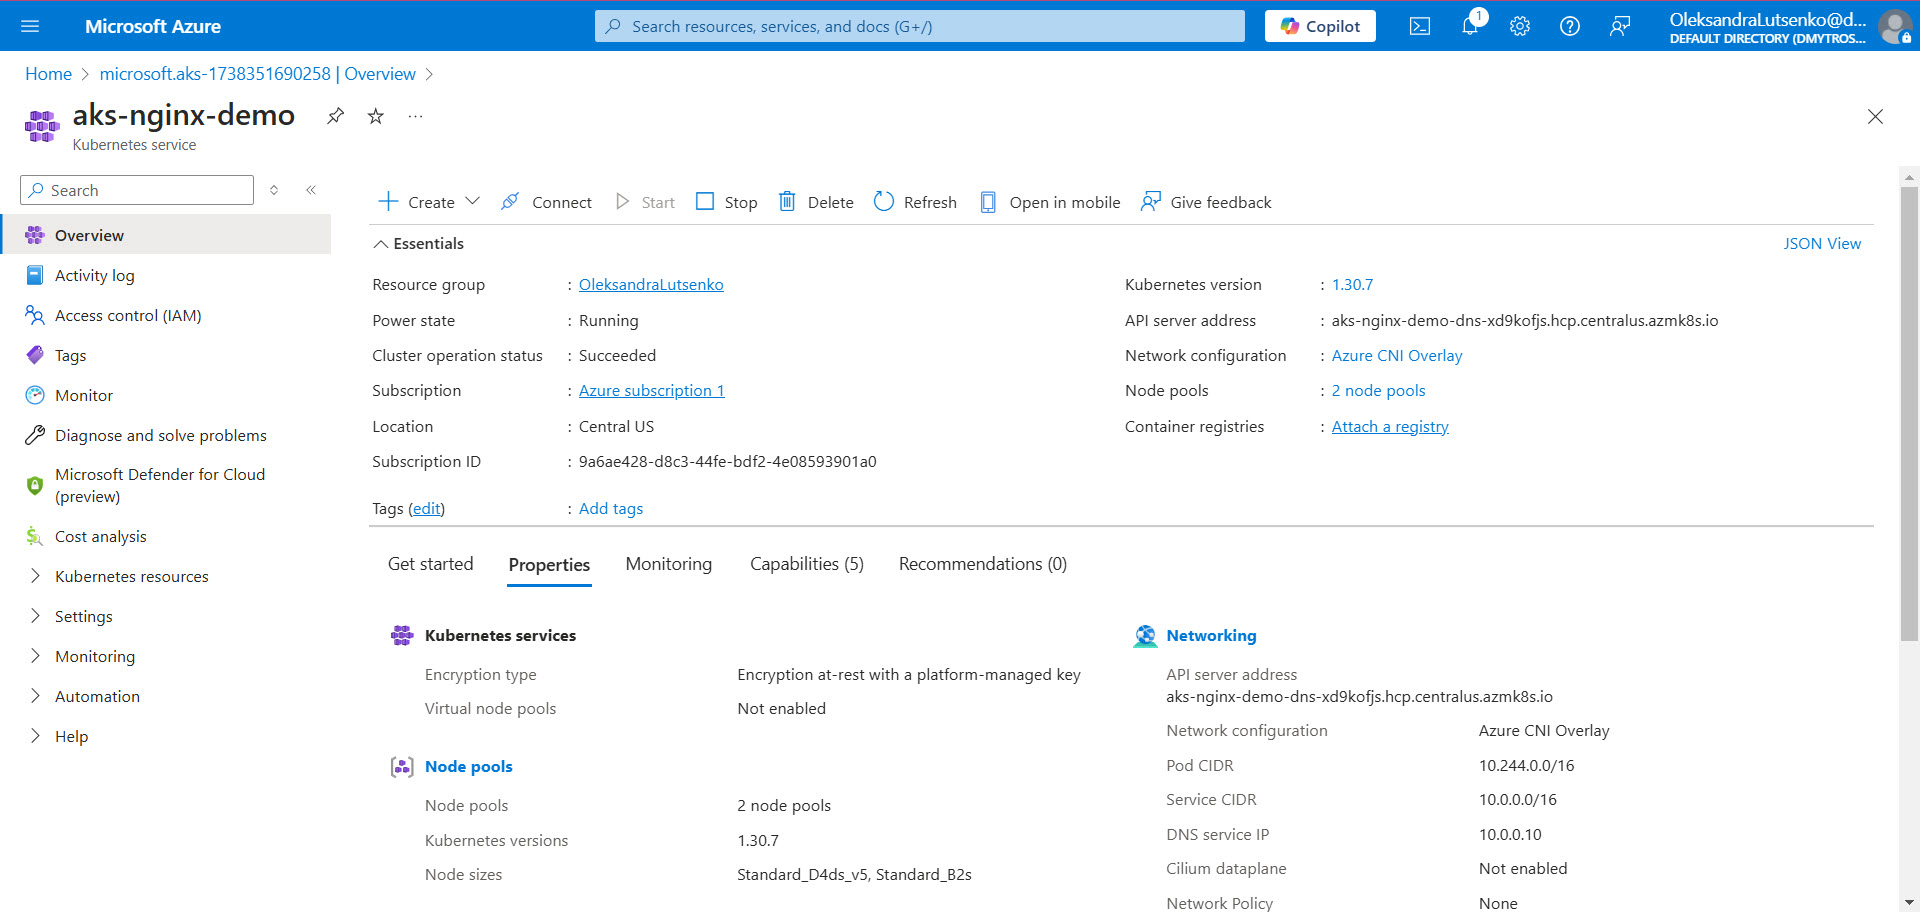 Microsoft Azure
Search resources, services, and docs (G+/)
Copilot
1
OleksandraLutsenko@d...
DEFAULT DIRECTORY (DMYTROS...
Home
microsoft.aks-1738351690258 | Overview
aks-nginx-demo
Kubernetes service
Search
Overview
Activity log
Access control (IAM)
Tags
Monitor
Diagnose and solve problems
Microsoft Defender for Cloud
(preview)
Cost analysis
Kubernetes resources
Settings
Monitoring
Automation
Help
Create
Connect
Start
Stop
Delete
Refresh
Open in mobile
Give feedback
Essentials
JSON View
Resource group : OleksandraLutsenko
Power state : Running
Cluster operation status : Succeeded
Subscription : Azure subscription 1
Location : Central US
Subscription ID : 9a6ae428-d8c3-44fe-bdf2-4e08593901a0
Tags (edit) : Add tags
Kubernetes version : 1.30.7
API server address : aks-nginx-demo-dns-xd9kofjs.hcp.centralus.azmk8s.io
Network configuration : Azure CNI Overlay
Node pools : 2 node pools
Container registries : Attach a registry
Get started
Properties
Monitoring
Capabilities (5)
Recommendations (0)
Kubernetes services
Encryption type Encryption at-rest with a platform-managed key
Virtual node pools Not enabled
Node pools
Node pools 2 node pools
Kubernetes versions 1.30.7
Node sizes Standard_D4ds_v5, Standard_B2s
Networking
API server address
aks-nginx-demo-dns-xd9kofjs.hcp.centralus.azmk8s.io
Network configuration Azure CNI Overlay
Pod CIDR 10.244.0.0/16
Service CIDR 10.0.0.0/16
DNS service IP 10.0.0.10
Cilium dataplane Not enabled
Network Policy None